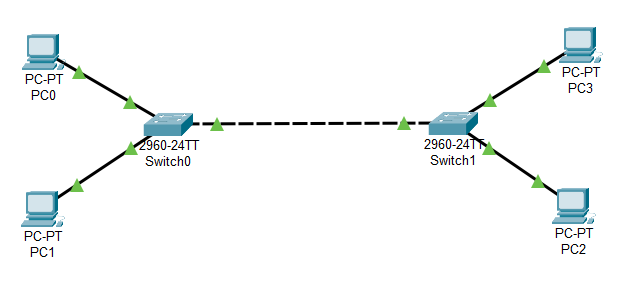 PC-PT
PC0
PC-PT
PC3
2960-24TT
Switch0
2960-24TT
Switch1
PC-PT
PC1
PC-PT
PC2